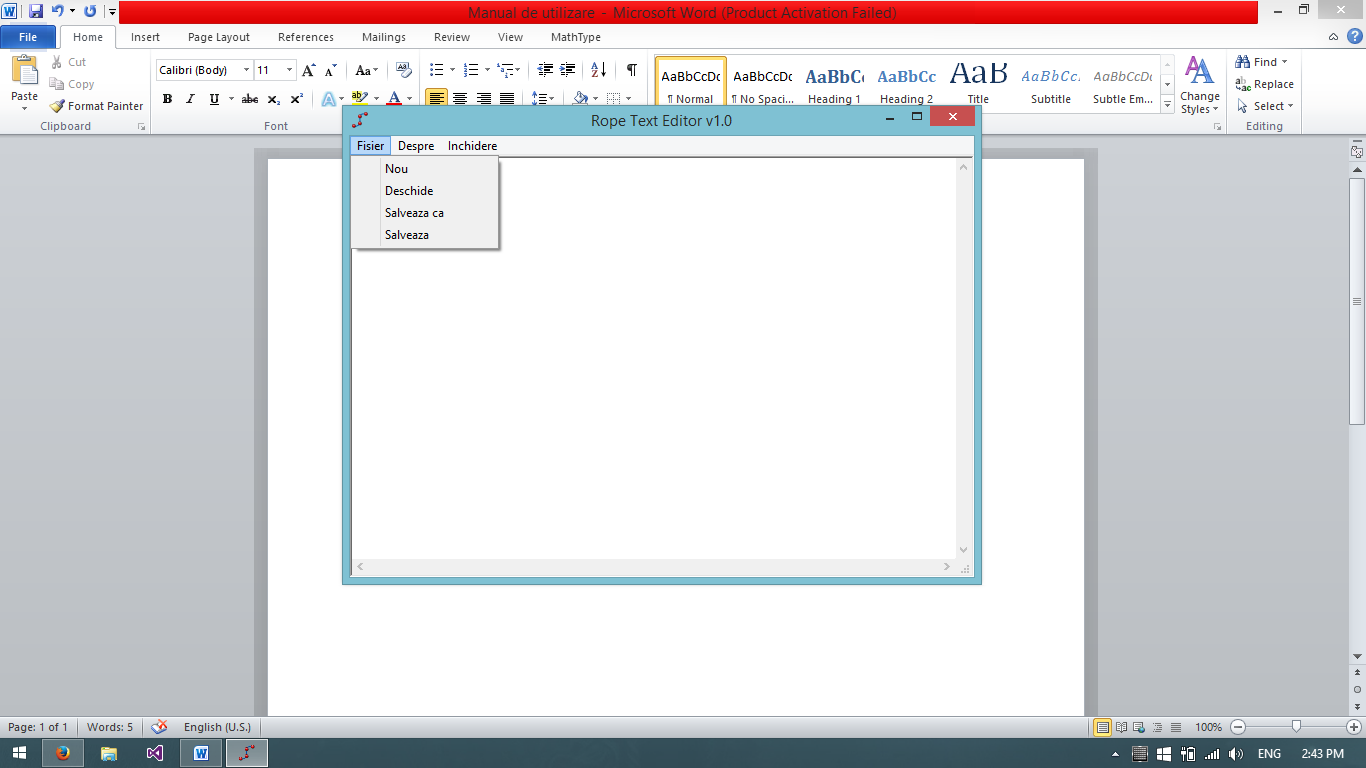 Manual de utilizare - Microsoft Word (Product Activation Failed)
File Home Insert Page Layout References Mailings Review View MathType
Paste
Cut
Copy
Format Painter
Clipboard
Calibri (Body) 11
Font
AaBbCcDc
¶ Normal
AaBbCcDc
¶ No Spaci...
AaBbC
Heading 1
AaBbCc
Heading 2
AaB
Title
AaBbCc.
Subtitle
AaBbCcDc
Subtle Em...
Change
Styles
Find
Replace
Select
Editing
Rope Text Editor v1.0
Fisier Despre Inchidere
Nou
Deschide
Salveaza ca
Salveaza
Page: 1 of 1 Words: 5 English (U.S.) 100%
ENG 2:43 PM